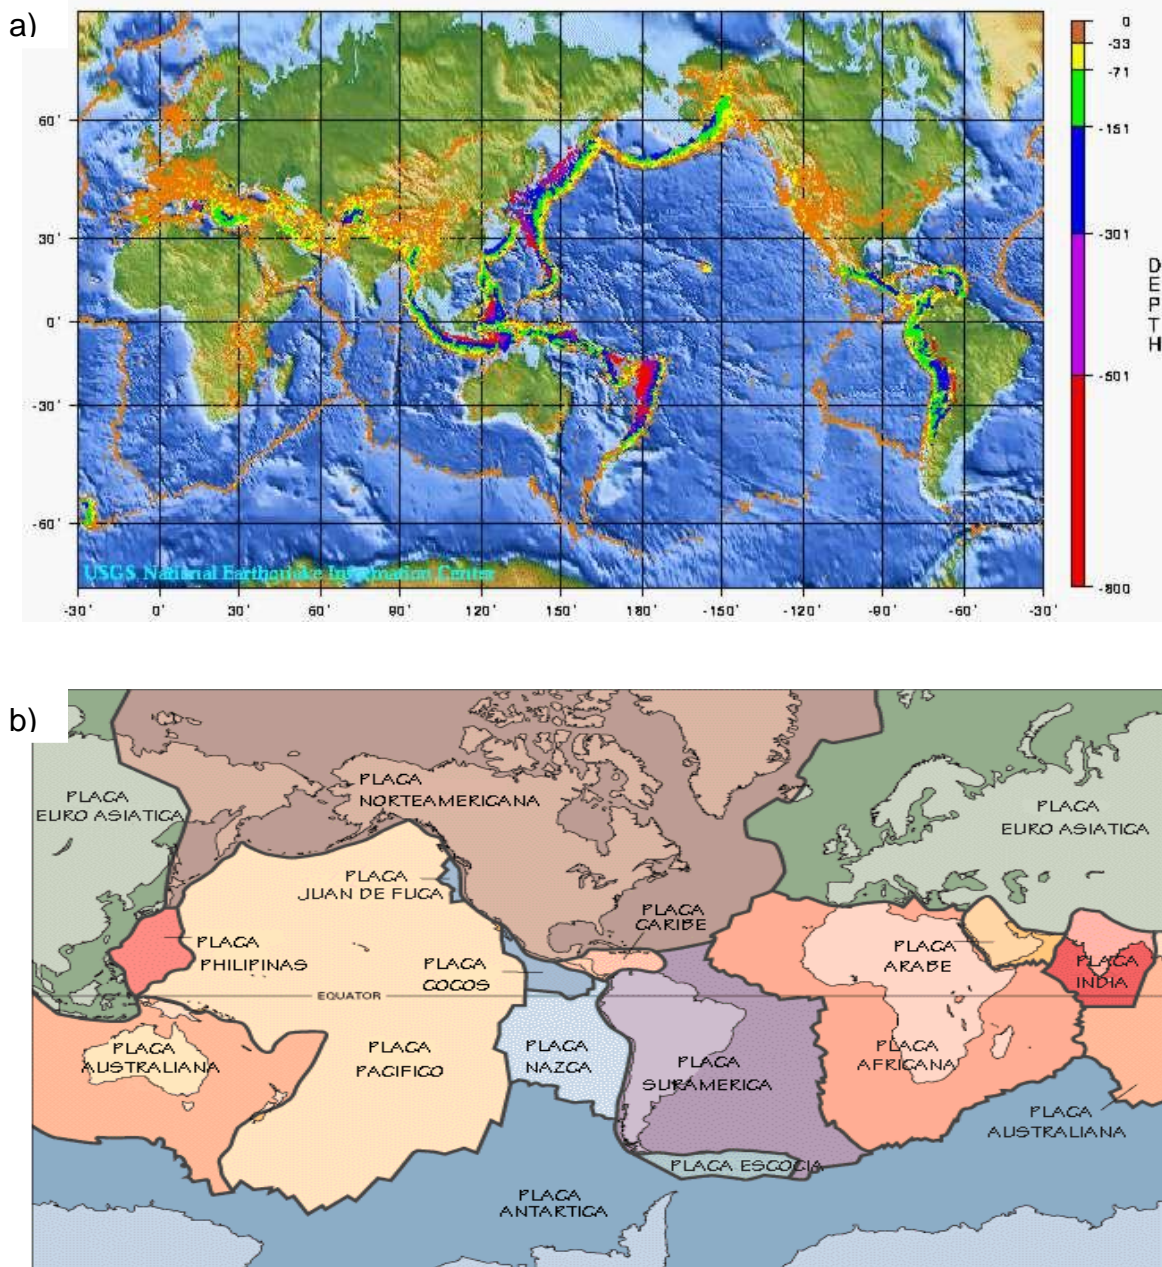 a)
0
-33
-71
-151
-301
-501
-800
DEPTH
60°
30°
0°
-30°
-60°
USGS National Earthquake Information Center
-30° 0° 30° 60° 90° 120° 150° 180° -150° -120° -90° -60° -30°
b)
PLACA
EURO ASIATICA
PLACA
NORTEAMERICANA
PLACA
EURO ASIATICA
PLACA
JUAN DE FUCA
PLACA
CARIBE
PLACA
PHILIPINAS
PLACA
COCOS
PLACA
ARABE
PLACA
INDIA
EQUATOR
PLACA
AUSTRALIANA
PLACA
PACIFICO
PLACA
NAZCA
PLACA
SURAMERICA
PLACA
AFRICANA
PLACA
AUSTRALIANA
PLACA ESCOCIA
PLACA
ANTARTICA